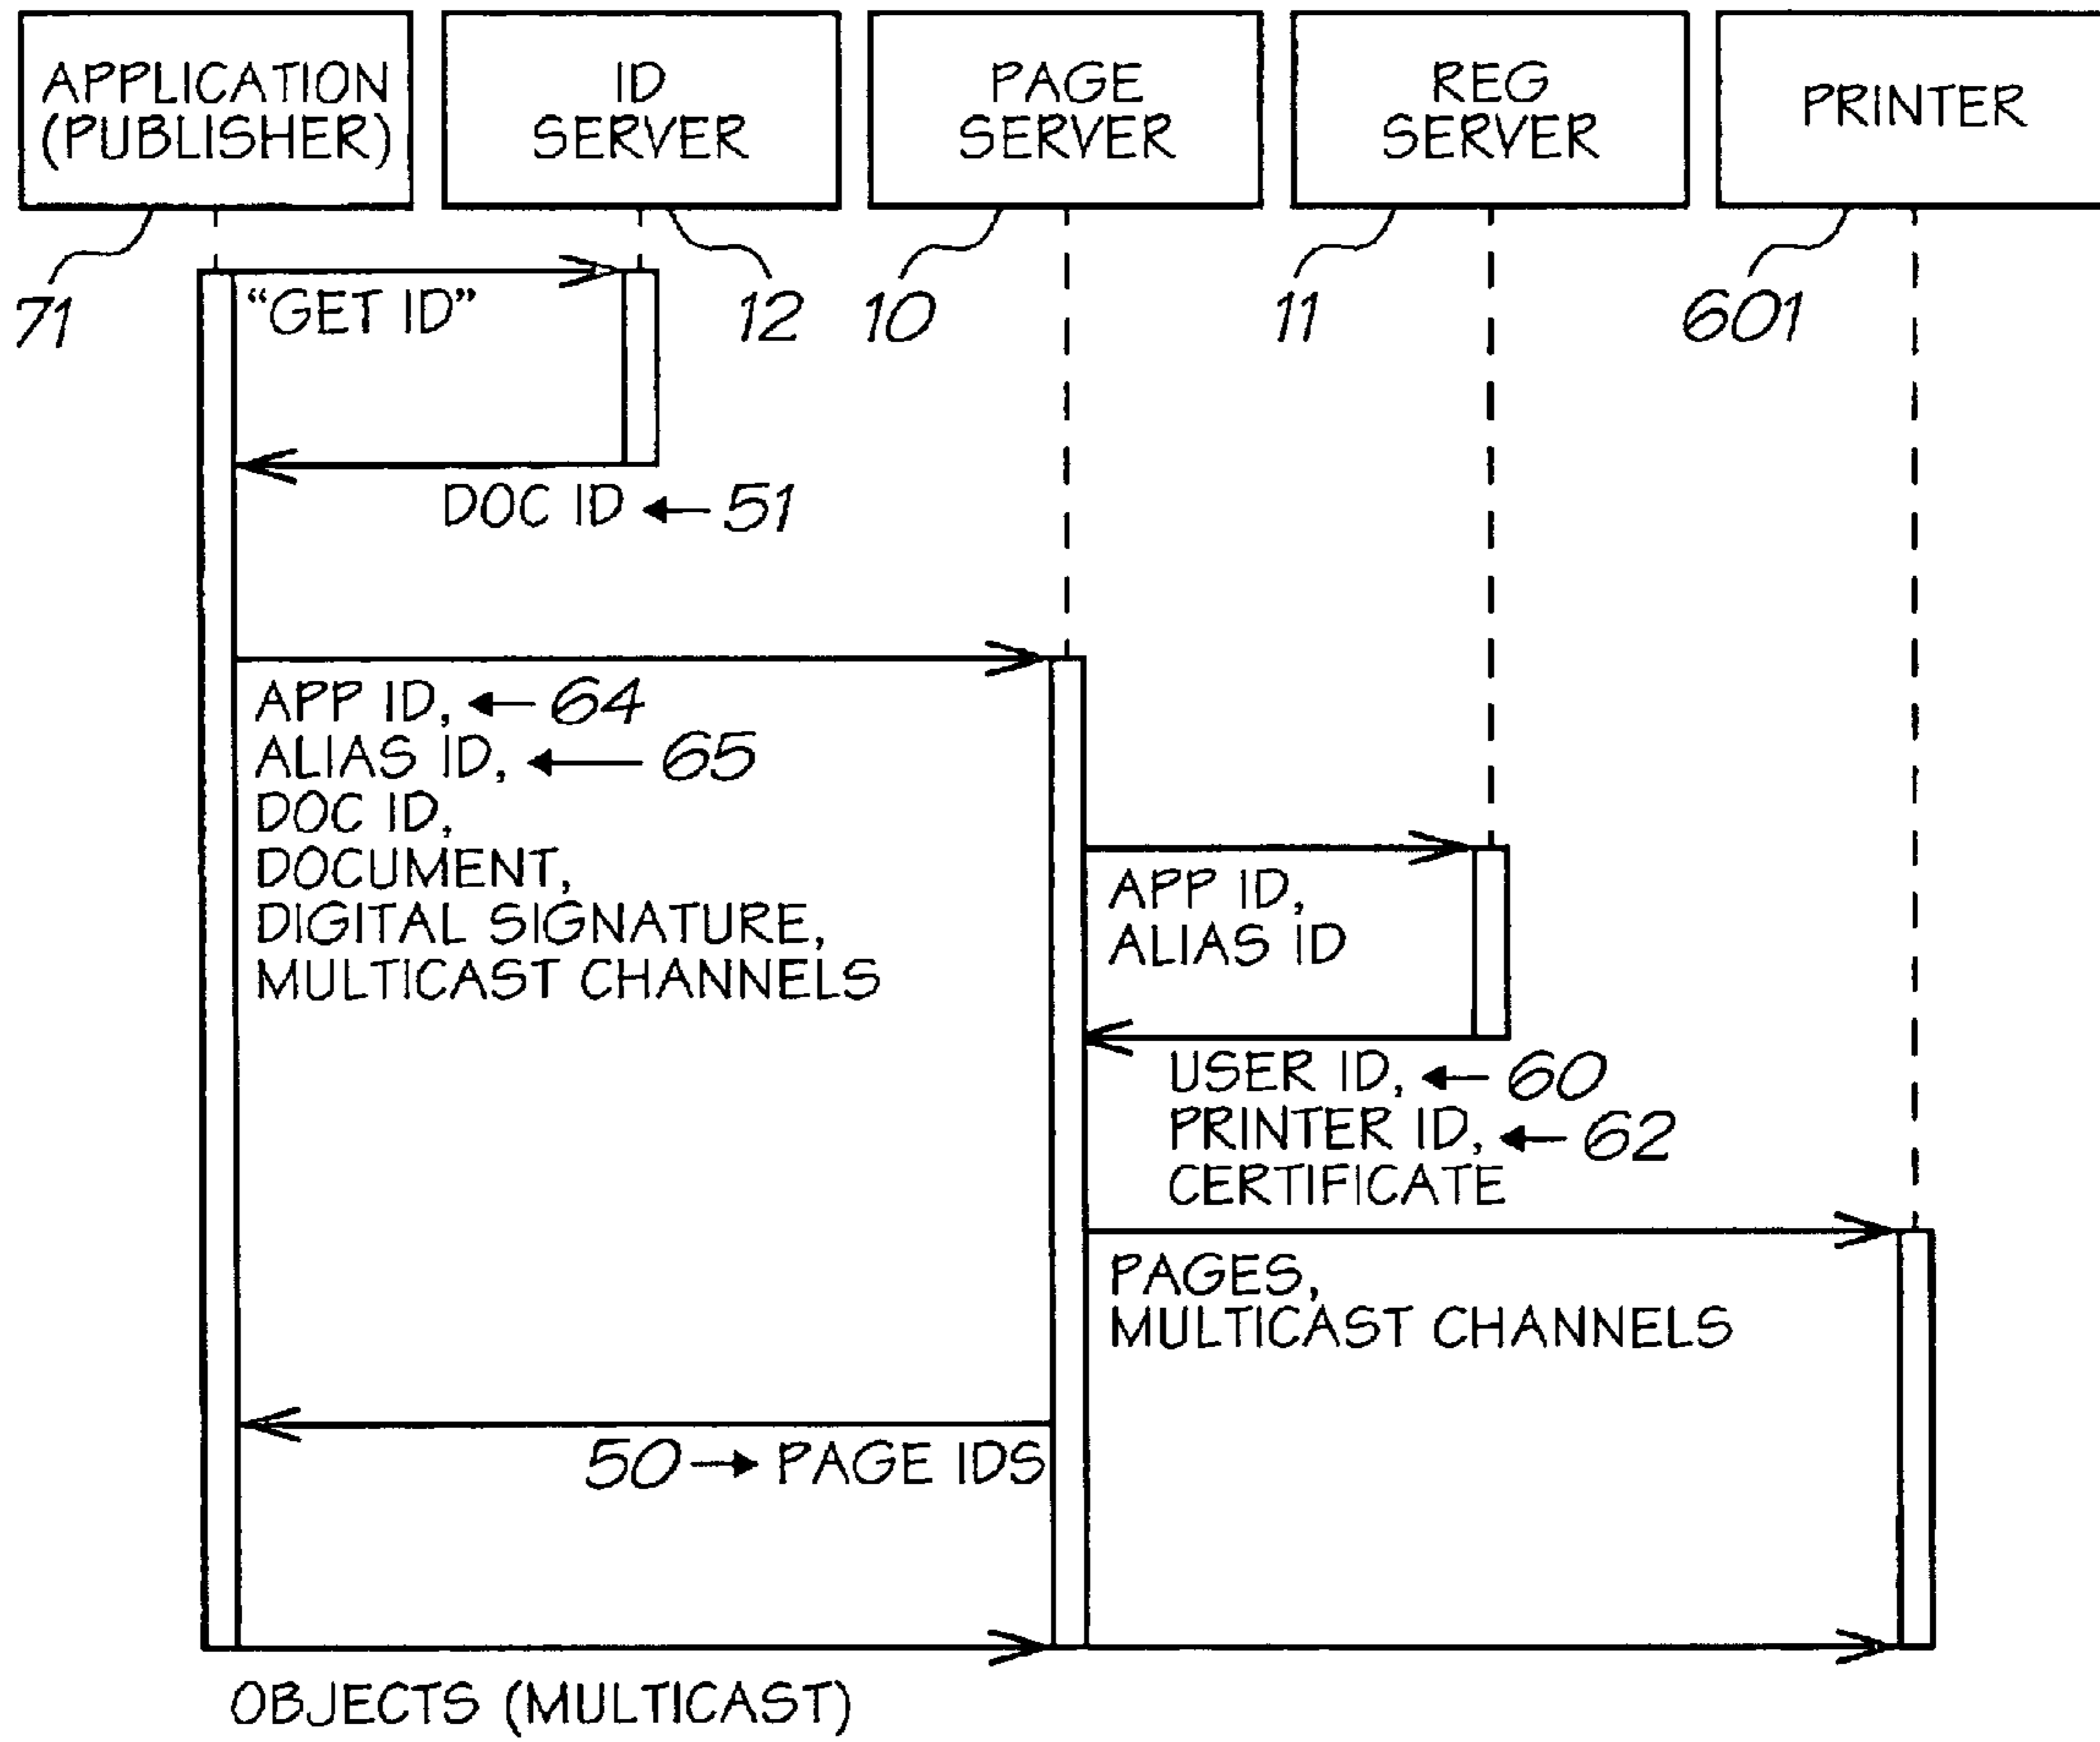 APPLICATION
(PUBLISHER)
ID
SERVER
PAGE
SERVER
REG
SERVER
PRINTER
71
12
10
11
601
"GET ID"
DOC ID
51
APP ID,
64
ALIAS ID,
65
DOC ID,
DOCUMENT,
DIGITAL SIGNATURE,
MULTICAST CHANNELS
APP ID,
ALIAS ID
USER ID,
60
PRINTER ID,
62
CERTIFICATE
PAGES,
MULTICAST CHANNELS
50
PAGE IDS
OBJECTS (MULTICAST)